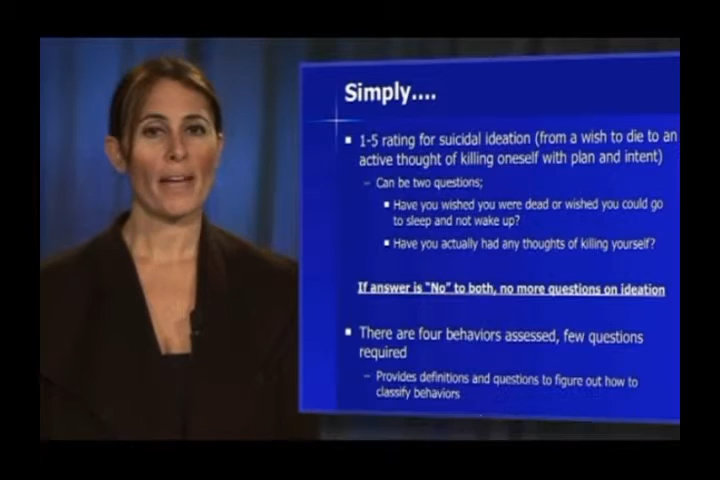 Simply....
1-5 rating for suicidal ideation (from a wish to die to an
active thought of killing oneself with plan and intent)
– Can be two questions;
Have you wished you were dead or wished you could go
to sleep and not wake up?
Have you actually had any thoughts of killing yourself?
If answer is “No” to both, no more questions on ideation
There are four behaviors assessed, few questions
required
– Provides definitions and questions to figure out how to
classify behaviors